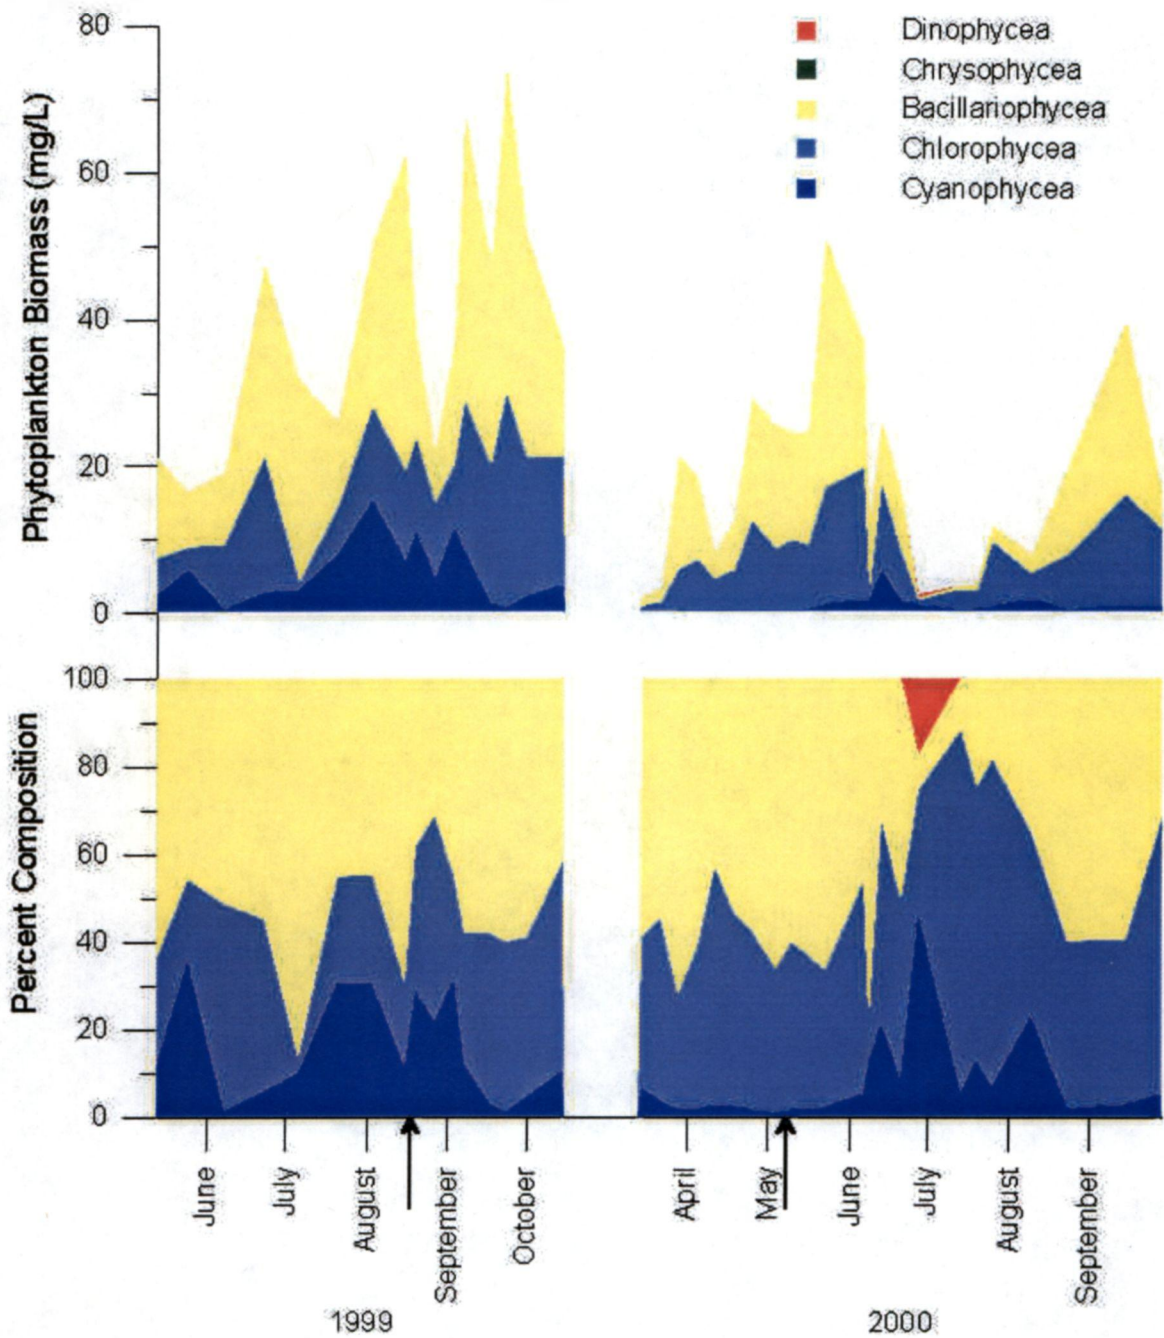 Phytoplankton Biomass (mg/L)
80
60
40
20
0
Dinophycea
Chrysophycea
Bacillariophycea
Chlorophycea
Cyanophycea
Percent Composition
100
80
60
40
20
0
June
July
August
September
October
April
May
June
July
August
September
1999
2000